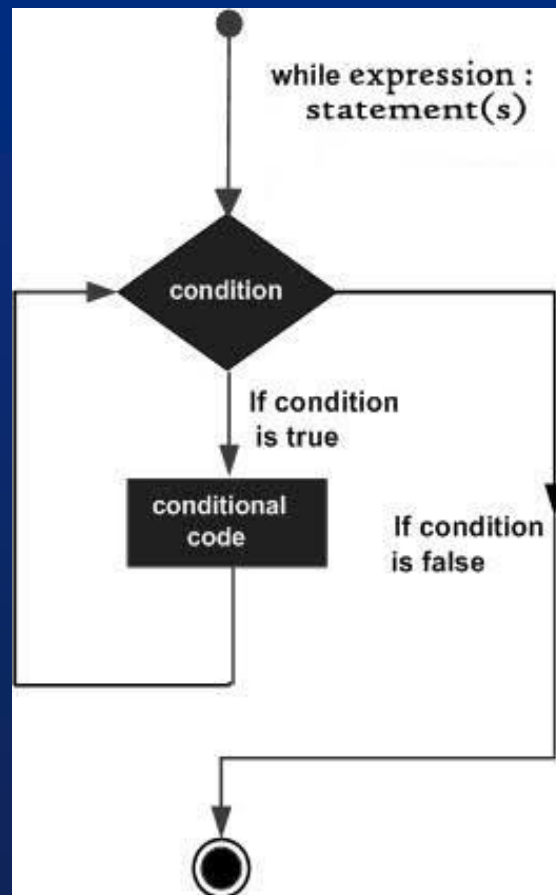 while expression :
statement(s)
condition
If condition
is true
conditional
code
If condition
is false